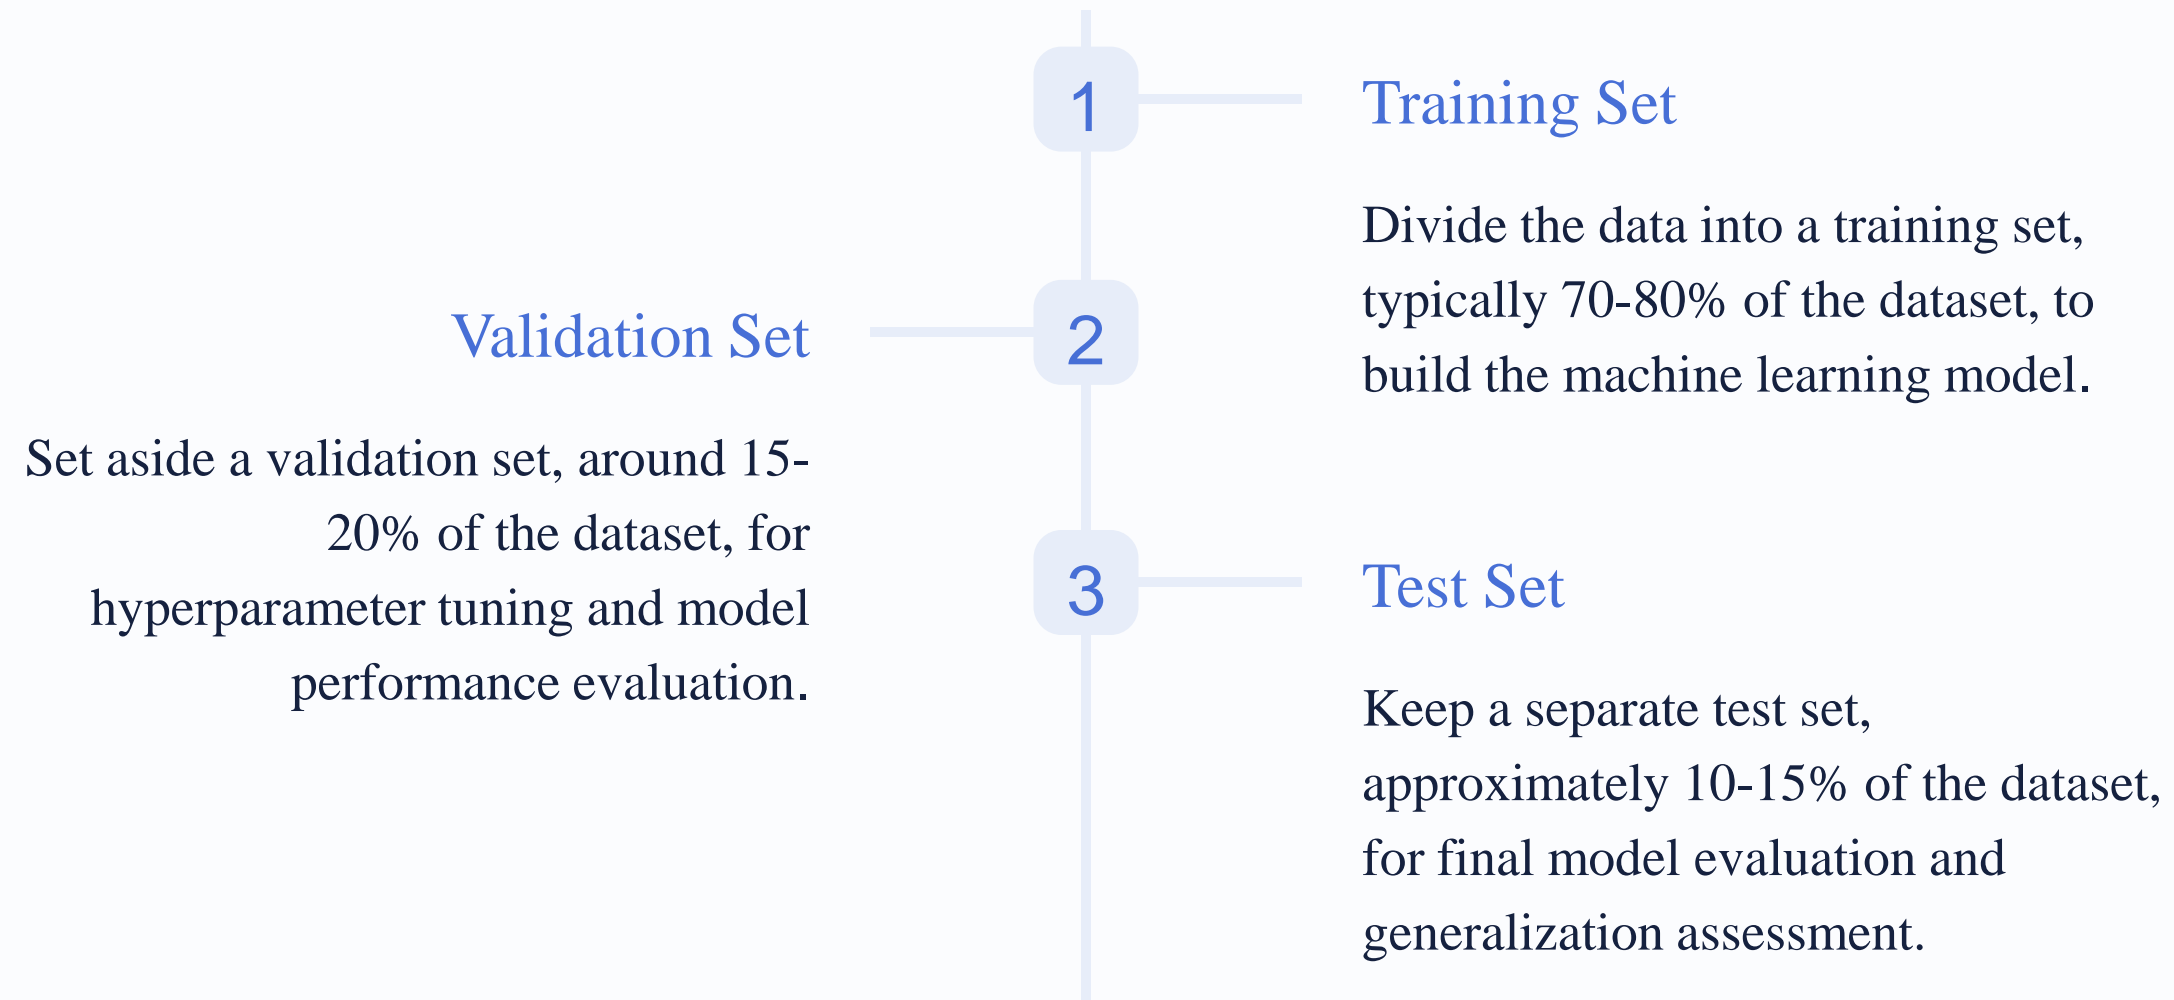 1
Training Set
Divide the data into a training set,
typically 70-80% of the dataset, to
build the machine learning model.
2
Validation Set
Set aside a validation set, around 15-
20% of the dataset, for
hyperparameter tuning and model
performance evaluation.
3
Test Set
Keep a separate test set,
approximately 10-15% of the dataset,
for final model evaluation and
generalization assessment.